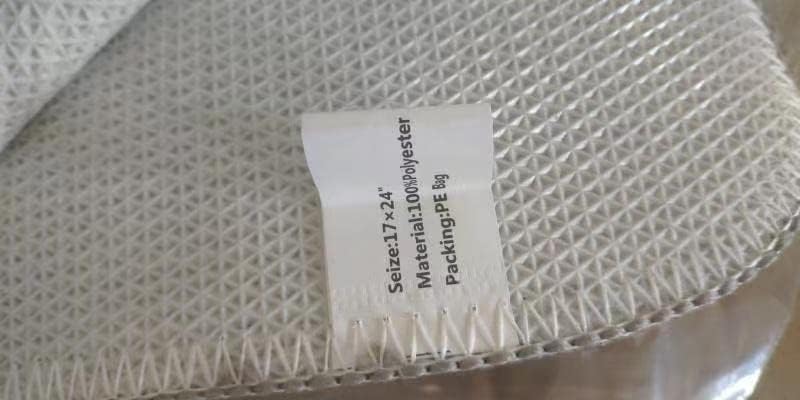 Seize:17×24"
Material:100%Polyester
Packing:PE Bag